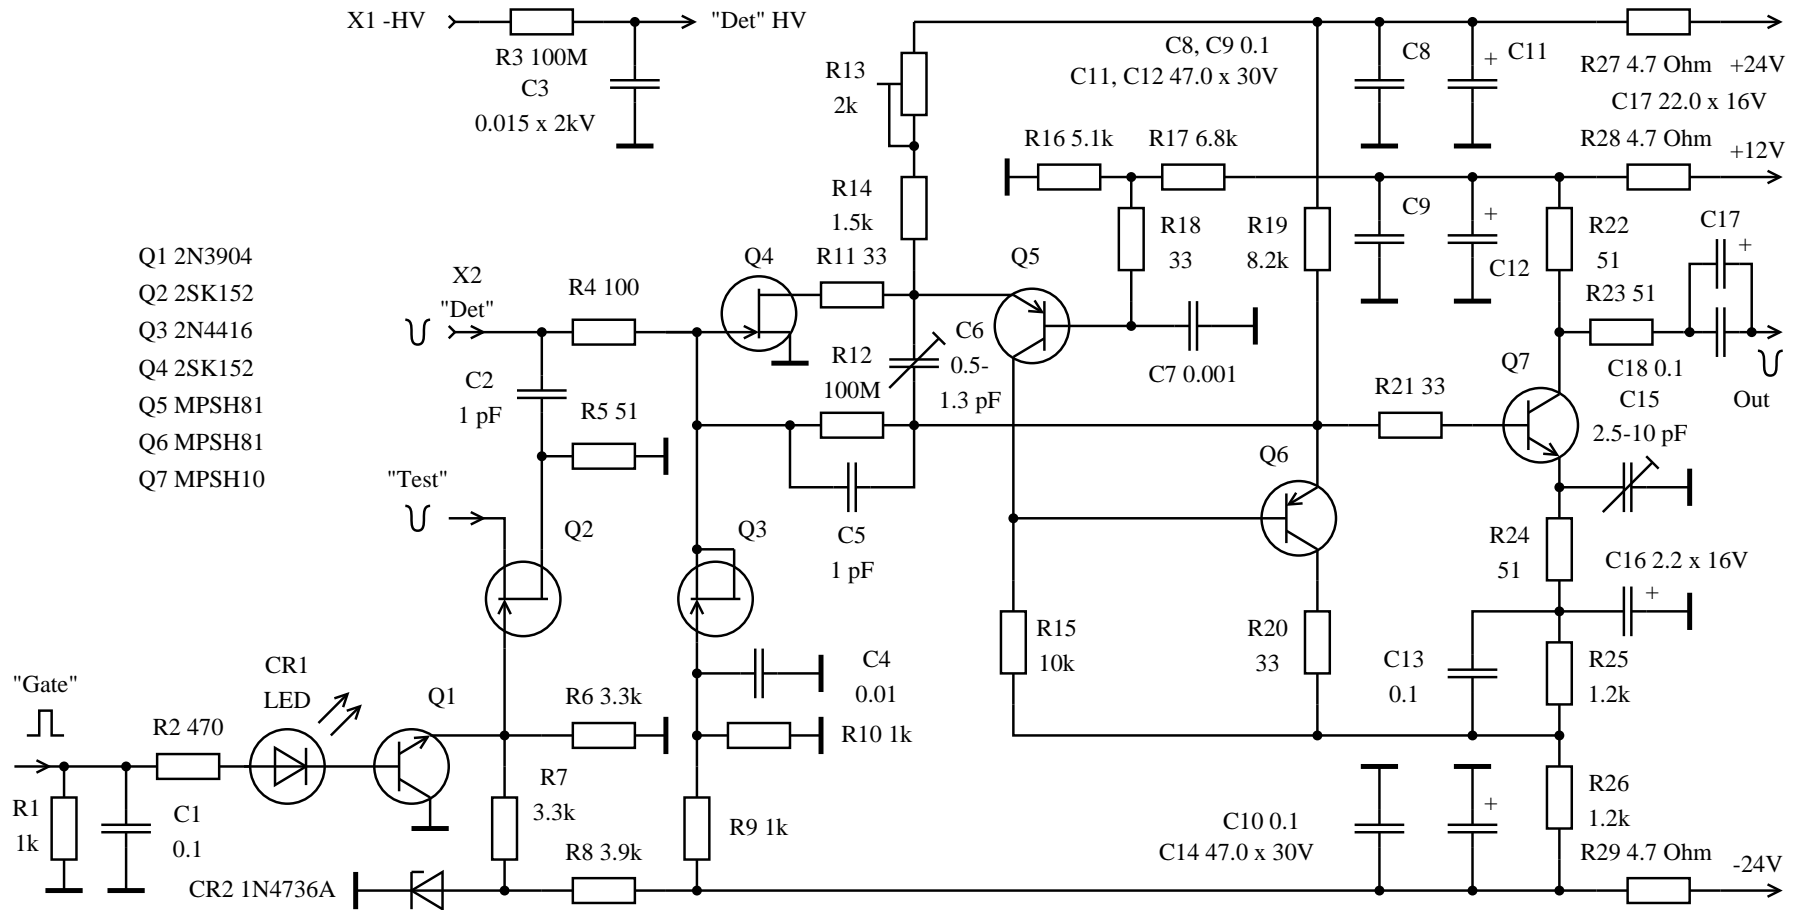 X1 -HV
"Det" HV
R3 100M
C3
0.015 x 2kV
R13
2k
C8, C9 0.1
C11, C12 47.0 x 30V
C8
+
C11
R27 4.7 Ohm
+24V
C17 22.0 x 16V
R28 4.7 Ohm
+12V
R16 5.1k
R17 6.8k
R14
1.5k
R18
33
R19
8.2k
C9
+
C12
R22
51
C17
+
Q1 2N3904
Q2 2SK152
Q3 2N4416
Q4 2SK152
Q5 MPSH81
Q6 MPSH81
Q7 MPSH10
X2
"Det"
R4 100
Q4
R11 33
Q5
R23 51
C6
0.5-
1.3 pF
R12
100M
C7 0.001
C18 0.1
Out
Q7
R21 33
C15
2.5-10 pF
C2
1 pF
R5 51
Q6
"Test"
Q2
Q3
C5
1 pF
R24
51
C16 2.2 x 16V
+
R15
10k
R20
33
C13
0.1
R25
1.2k
C4
0.01
"Gate"
CR1
LED
Q1
R6 3.3k
R10 1k
R2 470
R1
1k
C1
0.1
R7
3.3k
R9 1k
C10 0.1
C14 47.0 x 30V
+
R26
1.2k
R8 3.9k
CR2 1N4736A
R29 4.7 Ohm
-24V